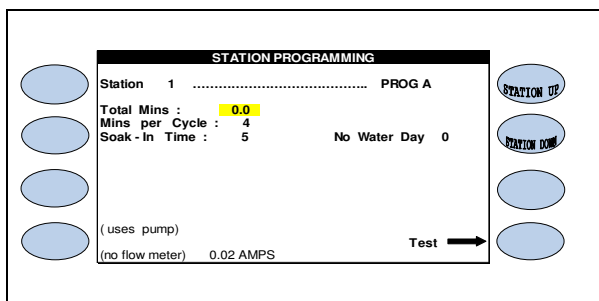 STATION PROGRAMMING
Station 1 ........................................ PROG A
STATION UP
Total Mins : 0.0
Mins per Cycle : 4
Soak - In Time : 5 No Water Day 0
STATION DOWN
( uses pump)
Test
(no flow meter) 0.02 AMPS